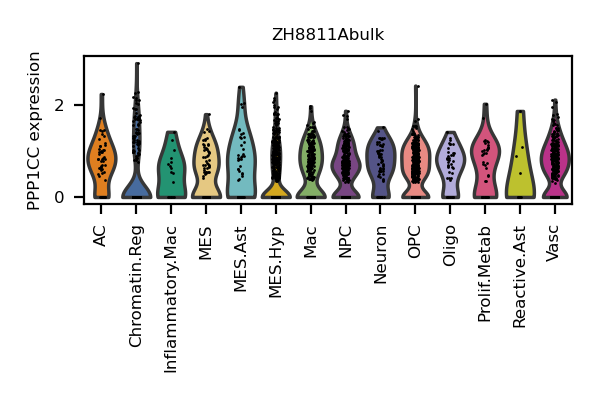 ZH8811Abulk
PPP1CC expression
2
0
AC
Chromatin.Reg
Inflammatory.Mac
MES
MES.Ast
MES.Hyp
Mac
NPC
Neuron
OPC
Oligo
Prolif.Metab
Reactive.Ast
Vasc